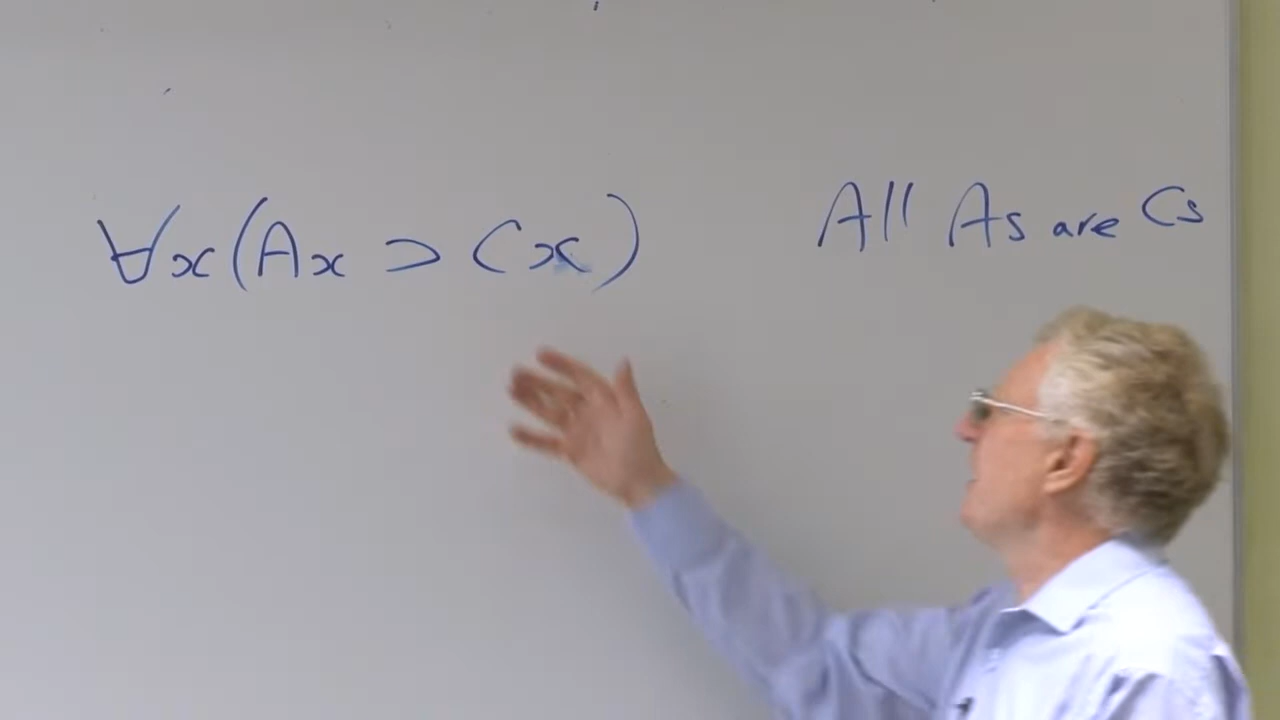 ∀x(Ax ⊃ Cx)
All As are Cs